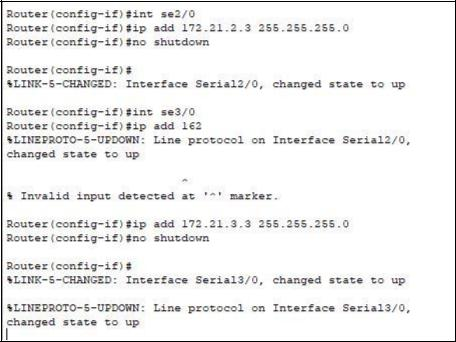 Router(config-if)#int se2/0
Router(config-if)#ip add 172.21.2.3 255.255.255.0
Router(config-if)#no shutdown
Router(config-if)#
%LINK-5-CHANGED: Interface Serial2/0, changed state to up
Router(config-if)#int se3/0
Router(config-if)#ip add 162
%LINEPROTO-5-UPDOWN: Line protocol on Interface Serial2/0,
changed state to up
^
% Invalid input detected at '^' marker.
Router(config-if)#ip add 172.21.3.3 255.255.255.0
Router(config-if)#no shutdown
Router(config-if)#
%LINK-5-CHANGED: Interface Serial3/0, changed state to up
%LINEPROTO-5-UPDOWN: Line protocol on Interface Serial3/0,
changed state to up